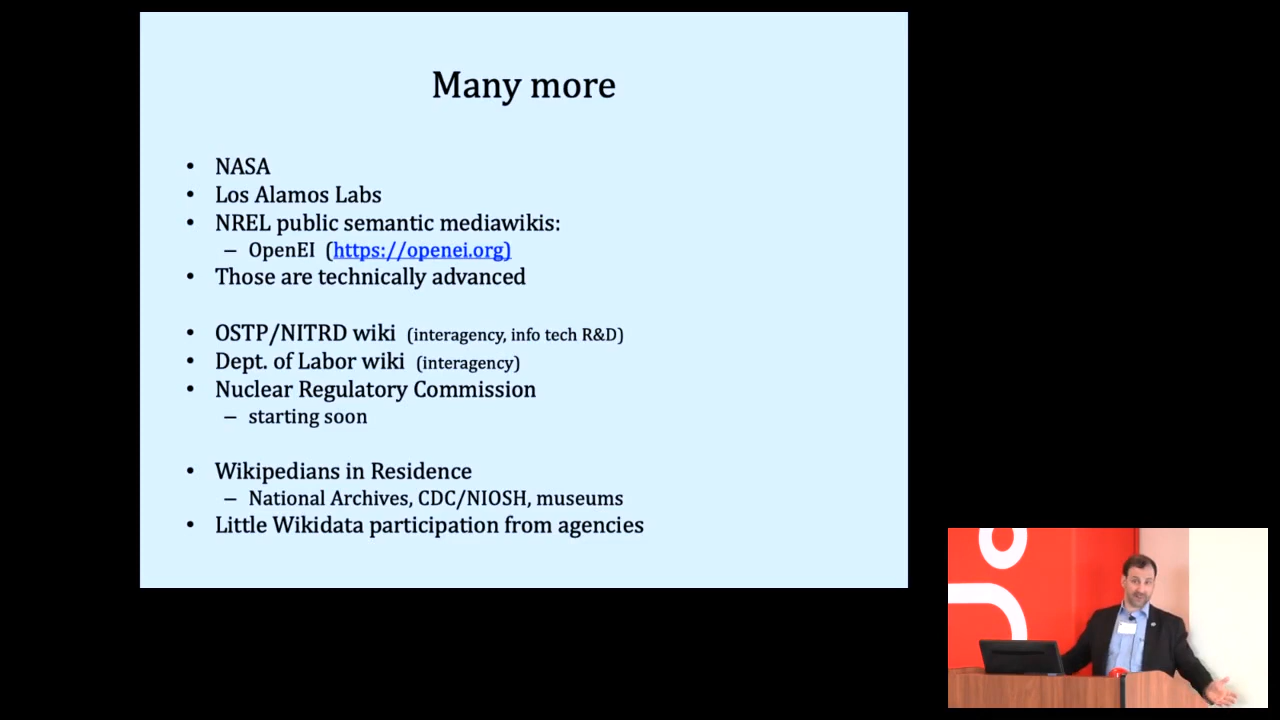 Many more
• NASA
• Los Alamos Labs
• NREL public semantic mediawikis:
– OpenEI (https://openei.org)
• Those are technically advanced
• OSTP/NITRD wiki (interagency, info tech R&D)
• Dept. of Labor wiki (interagency)
• Nuclear Regulatory Commission
– starting soon
• Wikipedians in Residence
– National Archives, CDC/NIOSH, museums
• Little Wikidata participation from agencies